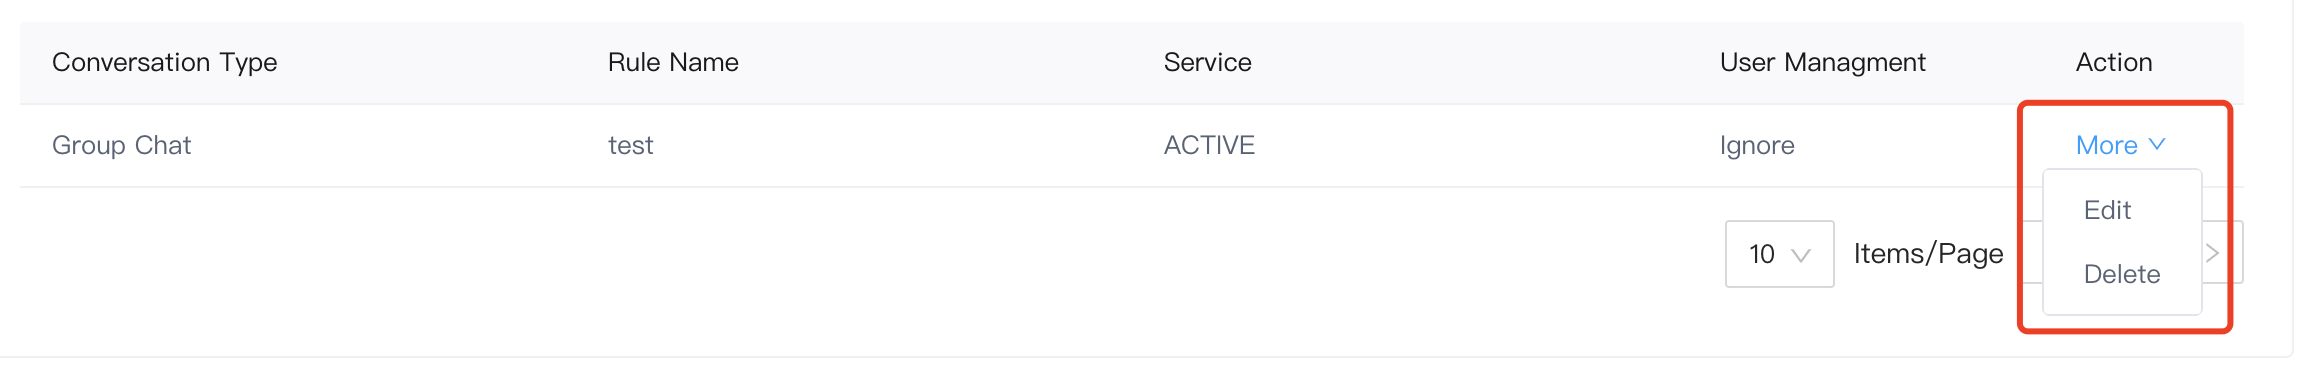 Conversation Type Rule Name Service User Managment Action
Group Chat test ACTIVE Ignore More
Edit
10 Items/Page
Delete